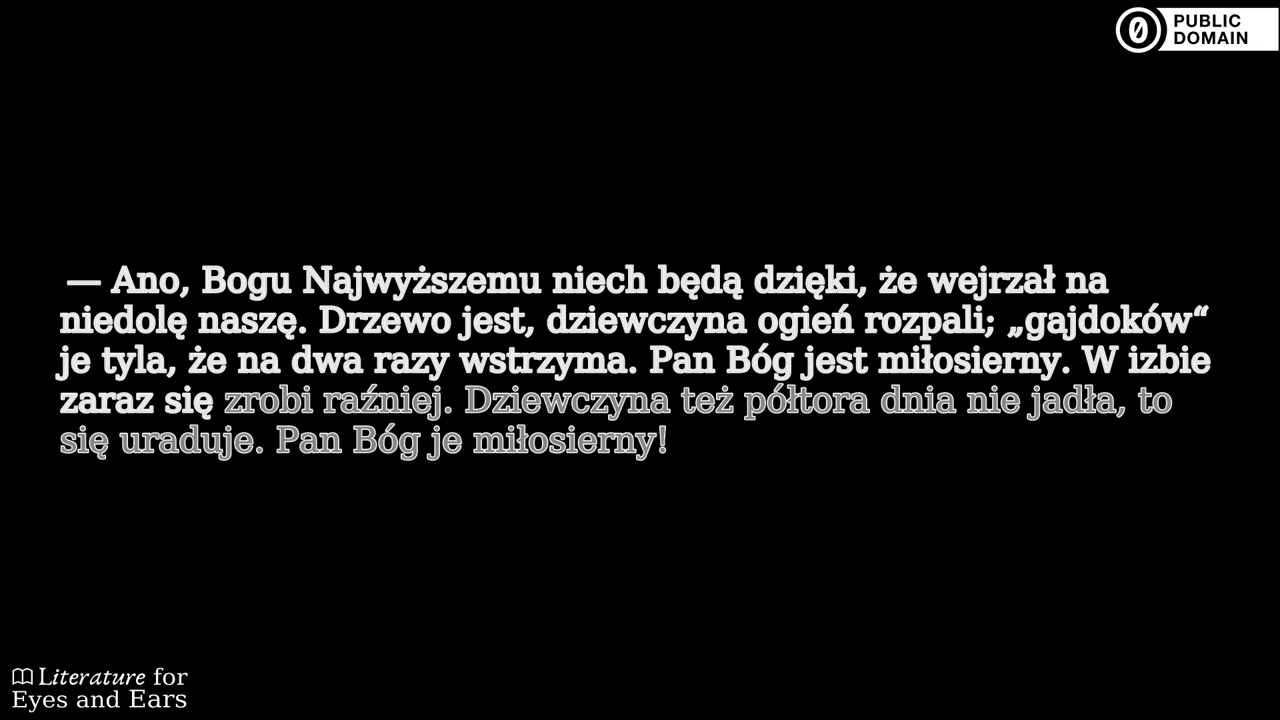 PUBLIC
DOMAIN
— Ano, Bogu Najwyższemu niech będą dzięki, że wejrzał na
niedolę naszę. Drzewo jest, dziewczyna ogień rozpali; „gajdoków“
je tyla, że na dwa razy wstrzyma. Pan Bóg jest miłosierny. W izbie
zaraz się zrobi raźniej. Dziewczyna też półtora dnia nie jadła, to
się uraduje. Pan Bóg je miłosierny!
Literature for
Eyes and Ears